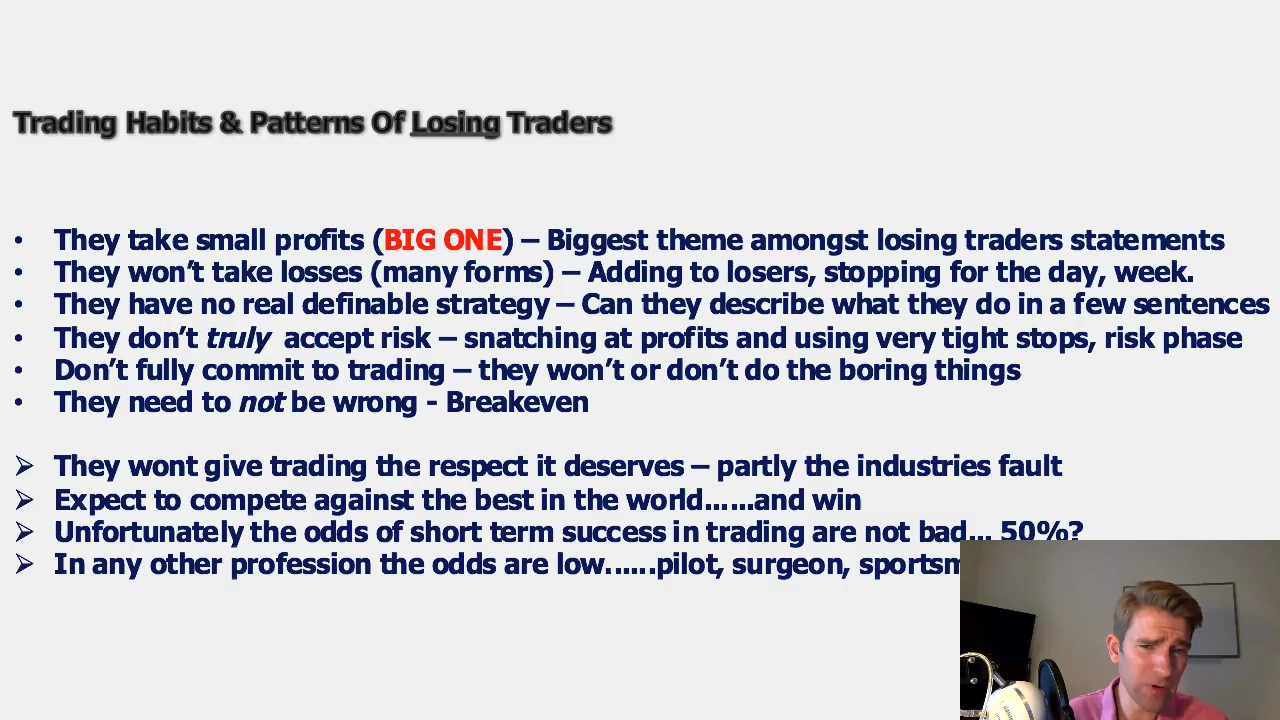 Trading Habits & Patterns Of Losing Traders
• They take small profits (BIG ONE) – Biggest theme amongst losing traders statements
• They won’t take losses (many forms) – Adding to losers, stopping for the day, week.
• They have no real definable strategy – Can they describe what they do in a few sentences
• They don’t truly accept risk – snatching at profits and using very tight stops, risk phase
• Don’t fully commit to trading – they won’t or don’t do the boring things
• They need to not be wrong - Breakeven
➢ They wont give trading the respect it deserves – partly the industries fault
➢ Expect to compete against the best in the world……and win
➢ Unfortunately the odds of short term success in trading are not bad… 50%?
➢ In any other profession the odds are low……pilot, surgeon,